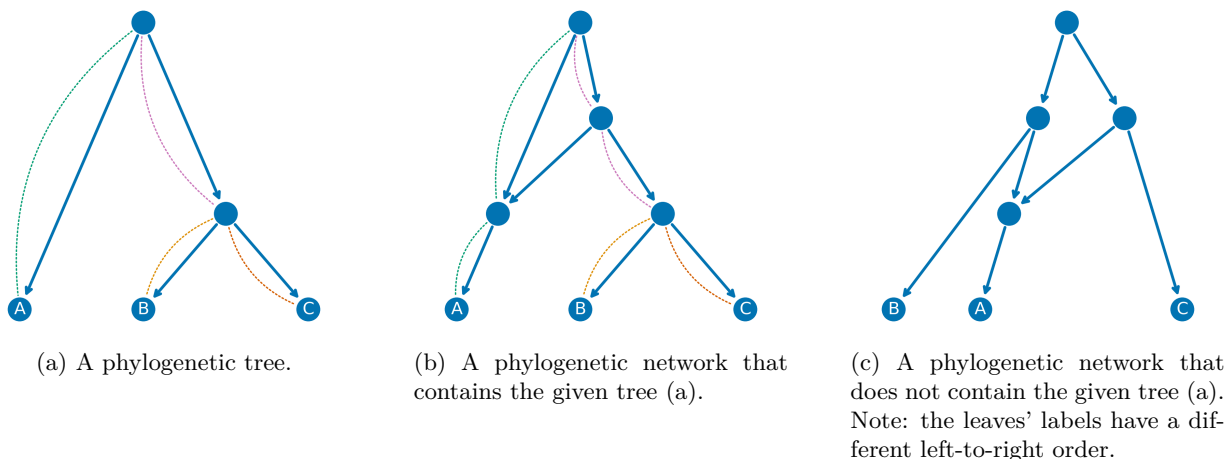 A
B
C
A
B
C
B
A
C
(a) A phylogenetic tree.
(b) A phylogenetic network that
contains the given tree (a).
(c) A phylogenetic network that
does not contain the given tree (a).
Note: the leaves' labels have a dif-
ferent left-to-right order.